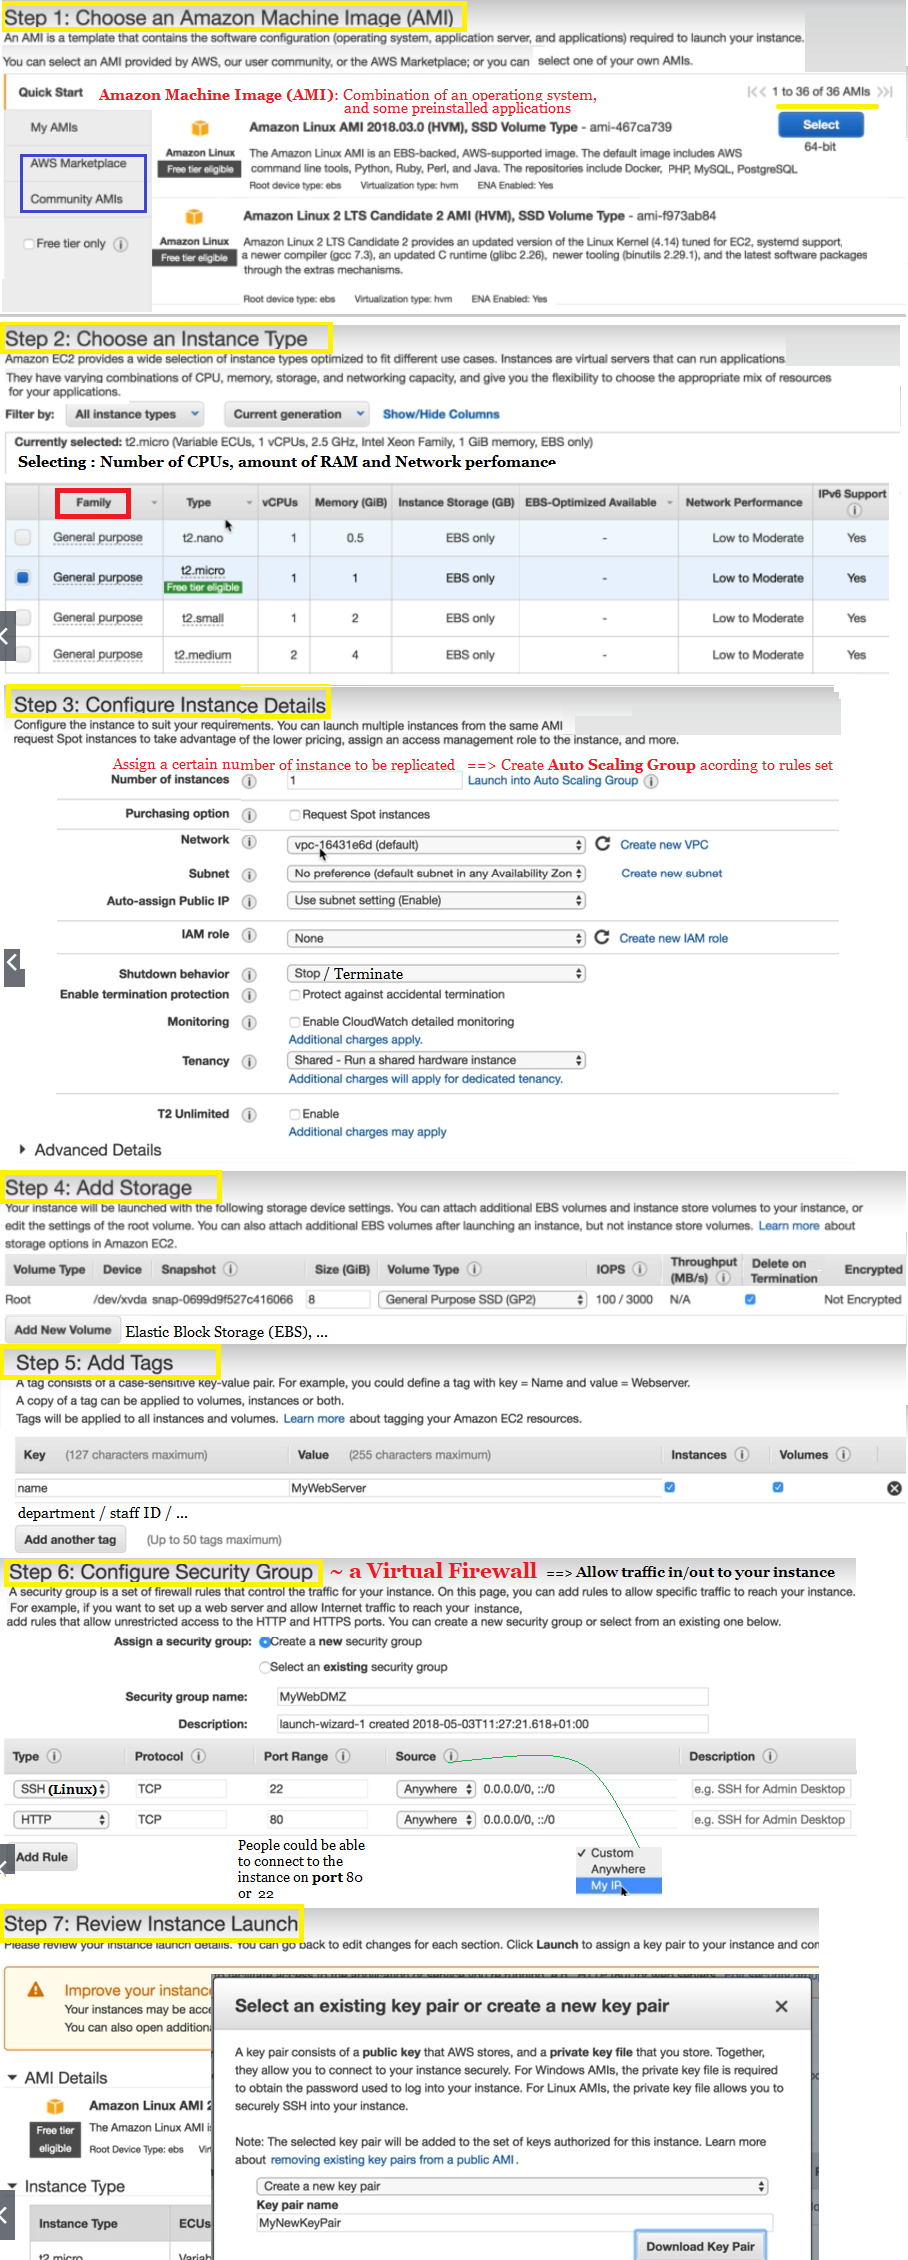 Step 1: Choose an Amazon Machine Image (AMI)
An AMI is a template that contains the software configuration (operating system, application server, and applications) required to launch your instance.
You can select an AMI provided by AWS, our user community, or the AWS Marketplace; or you can select one of your own AMIs.
Quick Start
Amazon Machine Image (AMI): Combination of an operationg system,
and some preinstalled applications
1 to 36 of 36 AMIs
My AMIs
AWS Marketplace
Community AMIs
Free tier only
Amazon Linux
Free tier eligible
Amazon Linux AMI 2018.03.0 (HVM), SSD Volume Type - ami-467ca739
Select
64-bit
The Amazon Linux AMI is an EBS-backed, AWS-supported image. The default image includes AWS
command line tools, Python, Ruby, Perl, and Java. The repositories include Docker, PHP, MySQL, PostgreSQL
Root device type: ebs Virtualization type: hvm ENA Enabled: Yes
Amazon Linux
Free tier eligible
Amazon Linux 2 LTS Candidate 2 AMI (HVM), SSD Volume Type - ami-f973ab84
Amazon Linux 2 LTS Candidate 2 provides an updated version of the Linux Kernel (4.14) tuned for EC2, systemd support,
a newer compiler (gcc 7.3), an updated C runtime (glibc 2.26), newer tooling (binutils 2.29.1), and the latest software packages
through the extras mechanisms.
Root device type: ebs Virtualization type: hvm ENA Enabled: Yes
Step 2: Choose an Instance Type
Amazon EC2 provides a wide selection of instance types optimized to fit different use cases. Instances are virtual servers that can run applications
They have varying combinations of CPU, memory, storage, and networking capacity, and give you the flexibility to choose the appropriate mix of resources
for your applications.
Filter by: All instance types Current generation Show/Hide Columns
Currently selected: t2.micro (Variable ECUs, 1 vCPUs, 2.5 GHz, Intel Xeon Family, 1 GiB memory, EBS only)
Selecting : Number of CPUs, amount of RAM and Network perfomance
Family Type vCPUs Memory (GiB) Instance Storage (GB) EBS-Optimized Available Network Performance IPv6 Support
General purpose t2.nano 1 0.5 EBS only - Low to Moderate Yes
General purpose t2.micro Free tier eligible 1 1 EBS only - Low to Moderate Yes
General purpose t2.small 1 2 EBS only - Low to Moderate Yes
General purpose t2.medium 2 4 EBS only - Low to Moderate Yes
Step 3: Configure Instance Details
Configure the instance to suit your requirements. You can launch multiple instances from the same AMI
request Spot instances to take advantage of the lower pricing, assign an access management role to the instance, and more.
Assign a certain number of instance to be replicated ==> Create Auto Scaling Group acording to rules set
Number of instances 1 Launch into Auto Scaling Group
Purchasing option Request Spot instances
Network vpc-16431e6d (default) Create new VPC
Subnet No preference (default subnet in any Availability Zon Create new subnet
Auto-assign Public IP Use subnet setting (Enable)
IAM role None Create new IAM role
Shutdown behavior Stop / Terminate
Enable termination protection Protect against accidental termination
Monitoring Enable CloudWatch detailed monitoring
Additional charges apply.
Tenancy Shared - Run a shared hardware instance
Additional charges will apply for dedicated tenancy.
T2 Unlimited Enable
Additional charges may apply
Advanced Details
Step 4: Add Storage
Your instance will be launched with the following storage device settings. You can attach additional EBS volumes and instance store volumes to your instance, or
edit the settings of the root volume. You can also attach additional EBS volumes after launching an instance, but not instance store volumes. Learn more about
storage options in Amazon EC2.
Volume Type Device Snapshot Size (GiB) Volume Type IOPS Throughput (MB/s) Delete on Termination Encrypted
Root /dev/xvda snap-0699d9f527c416066 8 General Purpose SSD (GP2) 100 / 3000 N/A Not Encrypted
Add New Volume Elastic Block Storage (EBS), ...
Step 5: Add Tags
A tag consists of a case-sensitive key-value pair. For example, you could define a tag with key = Name and value = Webserver.
A copy of a tag can be applied to volumes, instances or both.
Tags will be applied to all instances and volumes. Learn more about tagging your Amazon EC2 resources.
Key (127 characters maximum) Value (255 characters maximum) Instances Volumes
name MyWebServer
department / staff ID / ...
Add another tag (Up to 50 tags maximum)
Step 6: Configure Security Group ~ a Virtual Firewall ==> Allow traffic in/out to your instance
A security group is a set of firewall rules that control the traffic for your instance. On this page, you can add rules to allow specific traffic to reach your instance.
For example, if you want to set up a web server and allow Internet traffic to reach your instance,
add rules that allow unrestricted access to the HTTP and HTTPS ports. You can create a new security group or select from an existing one below.
Assign a security group: Create a new security group
Select an existing security group
Security group name: MyWebDMZ
Description: launch-wizard-1 created 2018-05-03T11:27:21.618+01:00
Type Protocol Port Range Source Description
SSH (Linux) TCP 22 Anywhere 0.0.0.0/0, ::/0 e.g. SSH for Admin Desktop
HTTP TCP 80 Anywhere 0.0.0.0/0, ::/0 e.g. SSH for Admin Desktop
Add Rule
People could be able
to connect to the
instance on port 80
or 22
Custom
Anywhere
My IP
Step 7: Review Instance Launch
Please review your instance launch details. You can go back to edit changes for each section. Click Launch to assign a key pair to your instance and con
Improve your instanc
Your instances may be acce
You can also open addition
AMI Details
Amazon Linux AMI 2
Free tier
eligible
The Amazon Linux AMI i
Root Device Type: ebs Vir
Instance Type
Instance Type ECUs
t2.micro Variab
Select an existing key pair or create a new key pair
A key pair consists of a public key that AWS stores, and a private key file that you store. Together,
they allow you to connect to your instance securely. For Windows AMIs, the private key file is required
to obtain the password used to log into your instance. For Linux AMIs, the private key file allows you to
securely SSH into your instance.
Note: The selected key pair will be added to the set of keys authorized for this instance. Learn more
about removing existing key pairs from a public AMI.
Create a new key pair
Key pair name
MyNewKeyPair
Download Key Pair